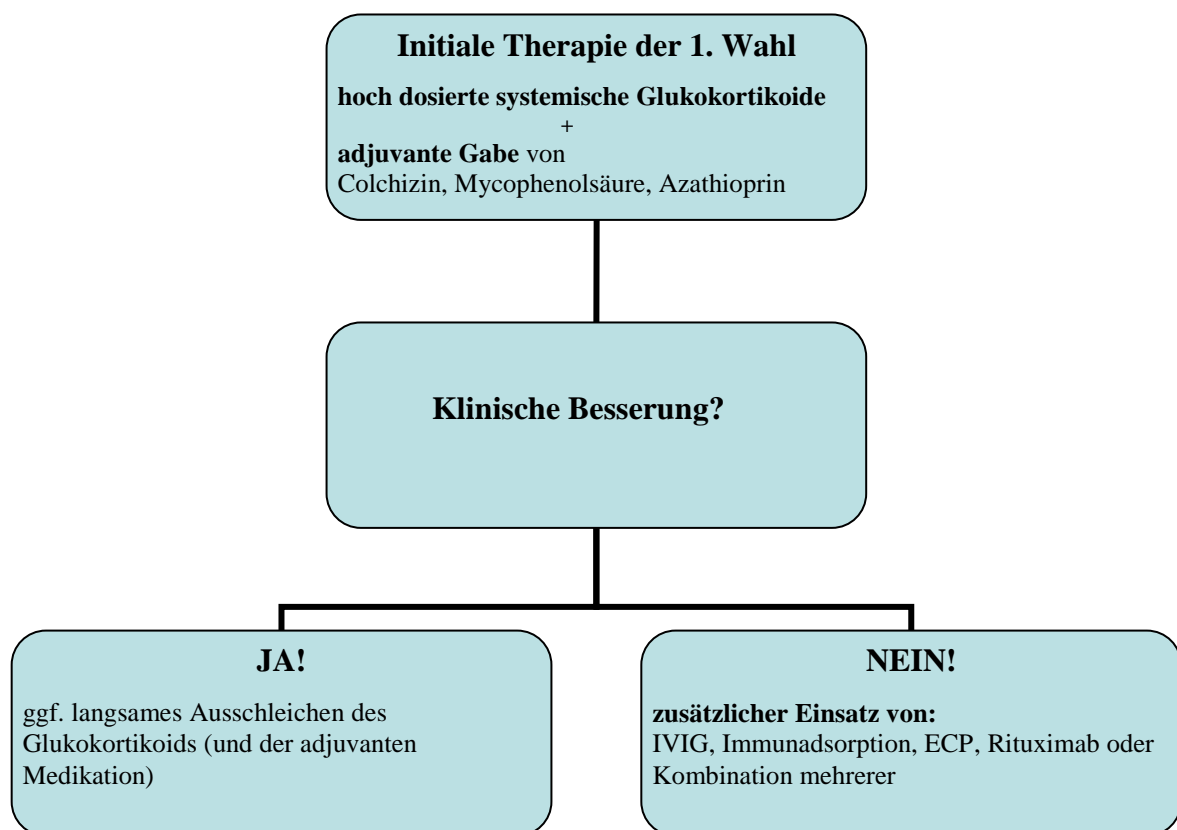 Initiale Therapie der 1. Wahl
hoch dosierte systemische Glukokortikoide
+
adjuvante Gabe von
Colchizin, Mycophenolsäure, Azathioprin
Klinische Besserung?
JA!
ggf. langsames Ausschleichen des
Glukokortikoids (und der adjuvanten
Medikation)
NEIN!
zusätzlicher Einsatz von:
IVIG, Immunadsorption, ECP, Rituximab oder
Kombination mehrerer